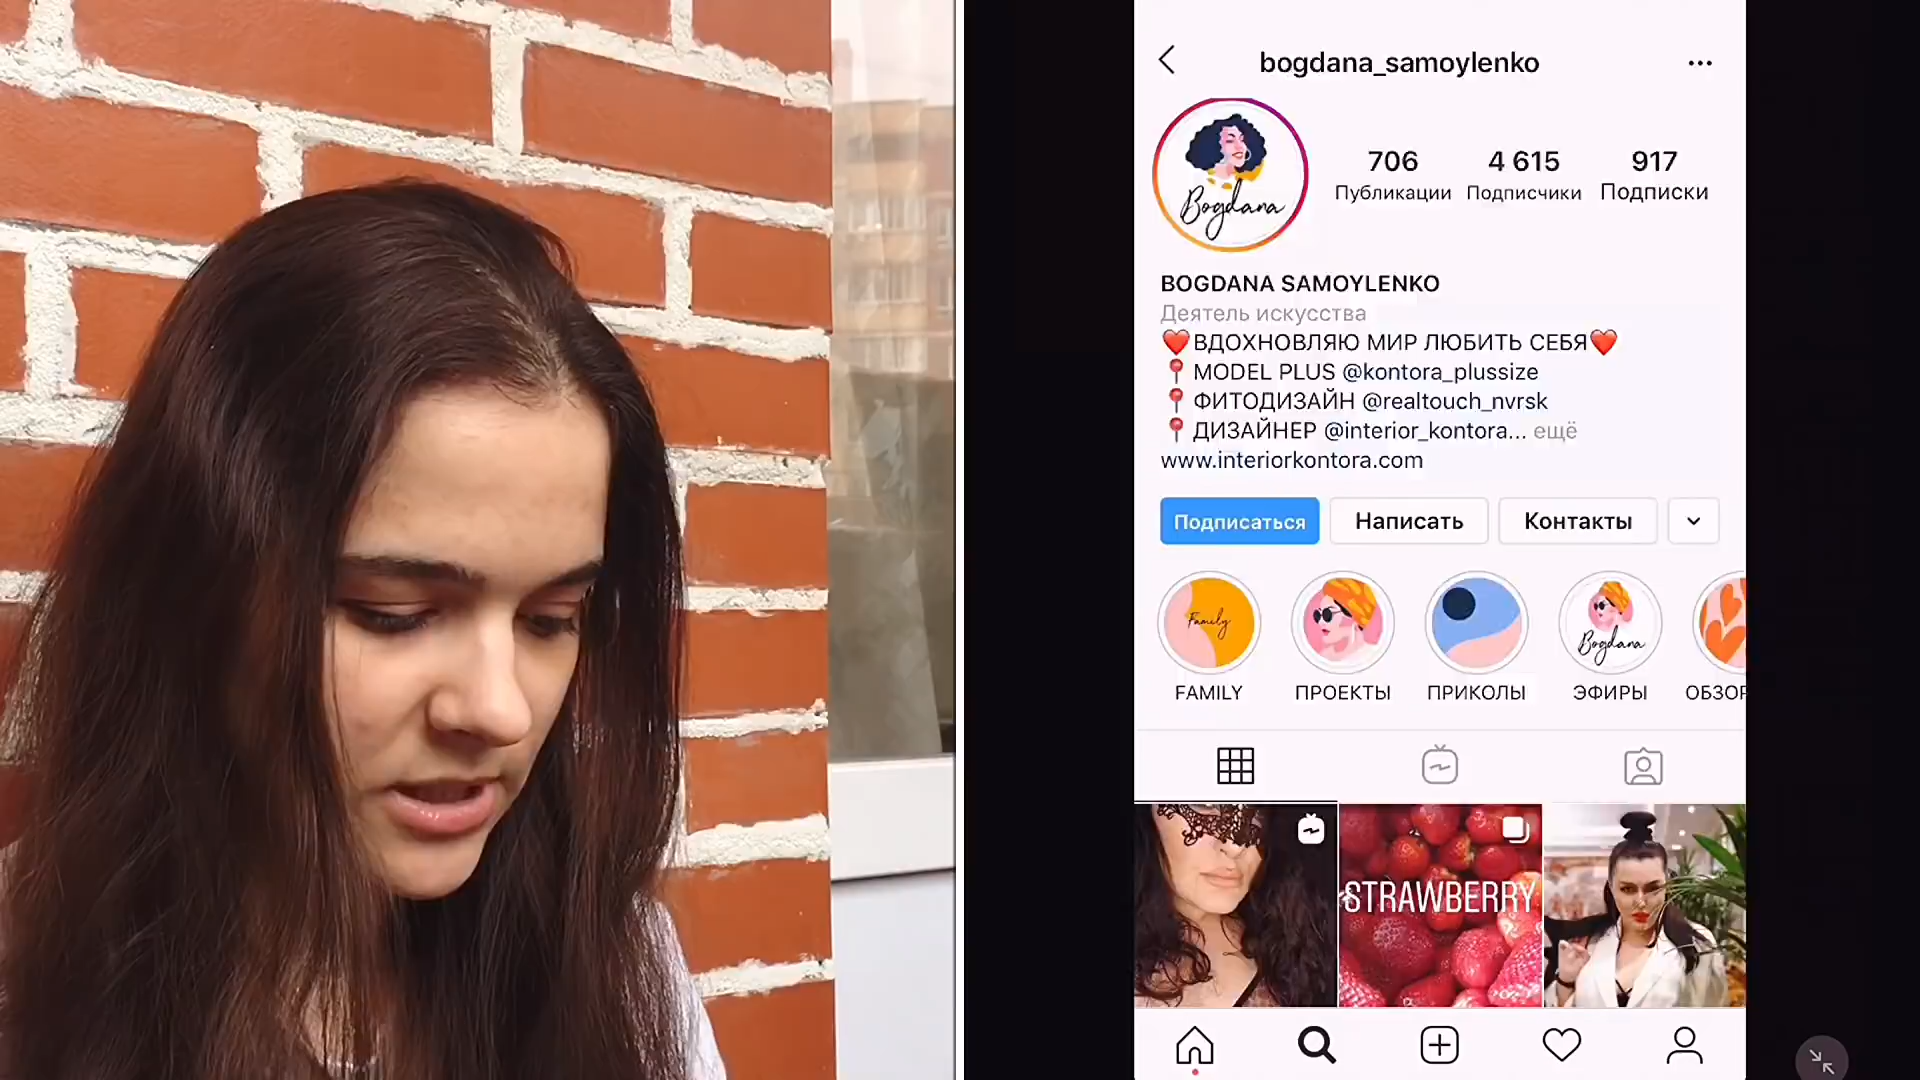 bogdana_samoylenko
Bogdana
706
4 615
917
Публикации
Подписчики
Подписки
BOGDANA SAMOYLENKO
Деятель искусства
❤️ВДОХНОВЛЯЮ МИР ЛЮБИТЬ СЕБЯ❤️
📍MODEL PLUS @kontora_plussize
📍ФИТОДИЗАЙН @realtouch_nvrsk
📍ДИЗАЙНЕР @interior_kontora... ещё
www.interiorkontora.com
Подписаться
Написать
Контакты
Family
Bogdana
FAMILY
ПРОЕКТЫ
ПРИКОЛЫ
ЭФИРЫ
ОБЗОР
STRAWBERRY